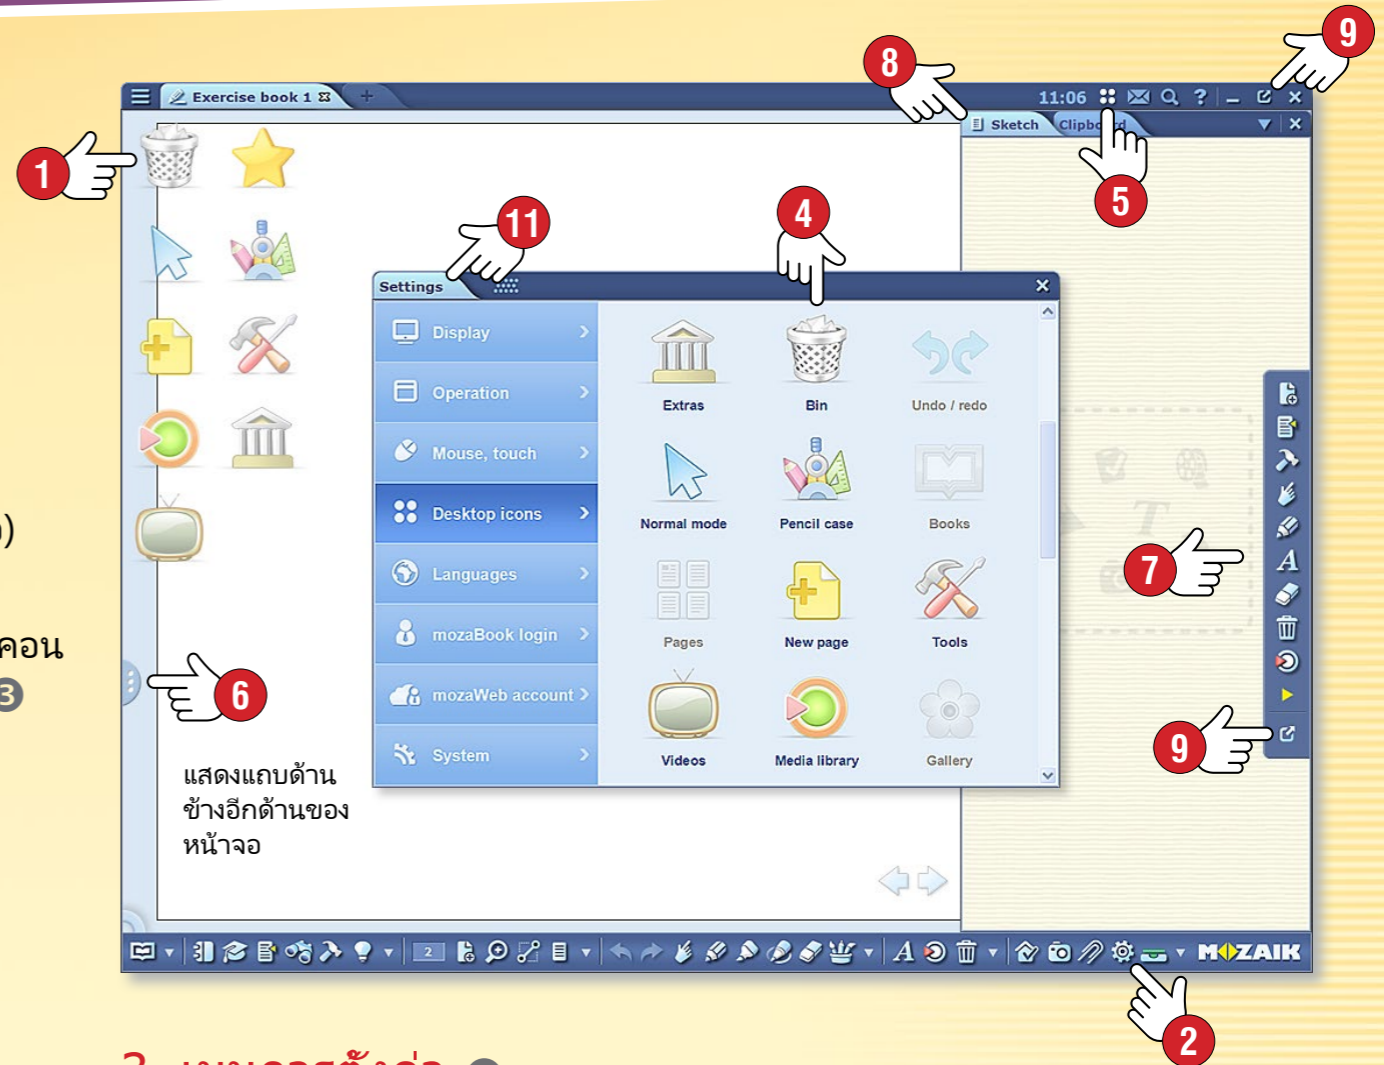 9
8
Exercise book 1
11:06
?
Sketch
Clipboard
1
5
4
11
Settings
Display
Operation
Mouse, touch
Desktop icons
Languages
mozaBook login
mozaWeb account
System
Extras
Bin
Undo / redo
Normal mode
Pencil case
Books
Pages
New page
Tools
Videos
Media library
Gallery
T
A
7
คอน
3
6
9
แสดงแถบด้าน
ข้างอีกด้านของ
หน้าจอ
2
A
MOZAIK
2